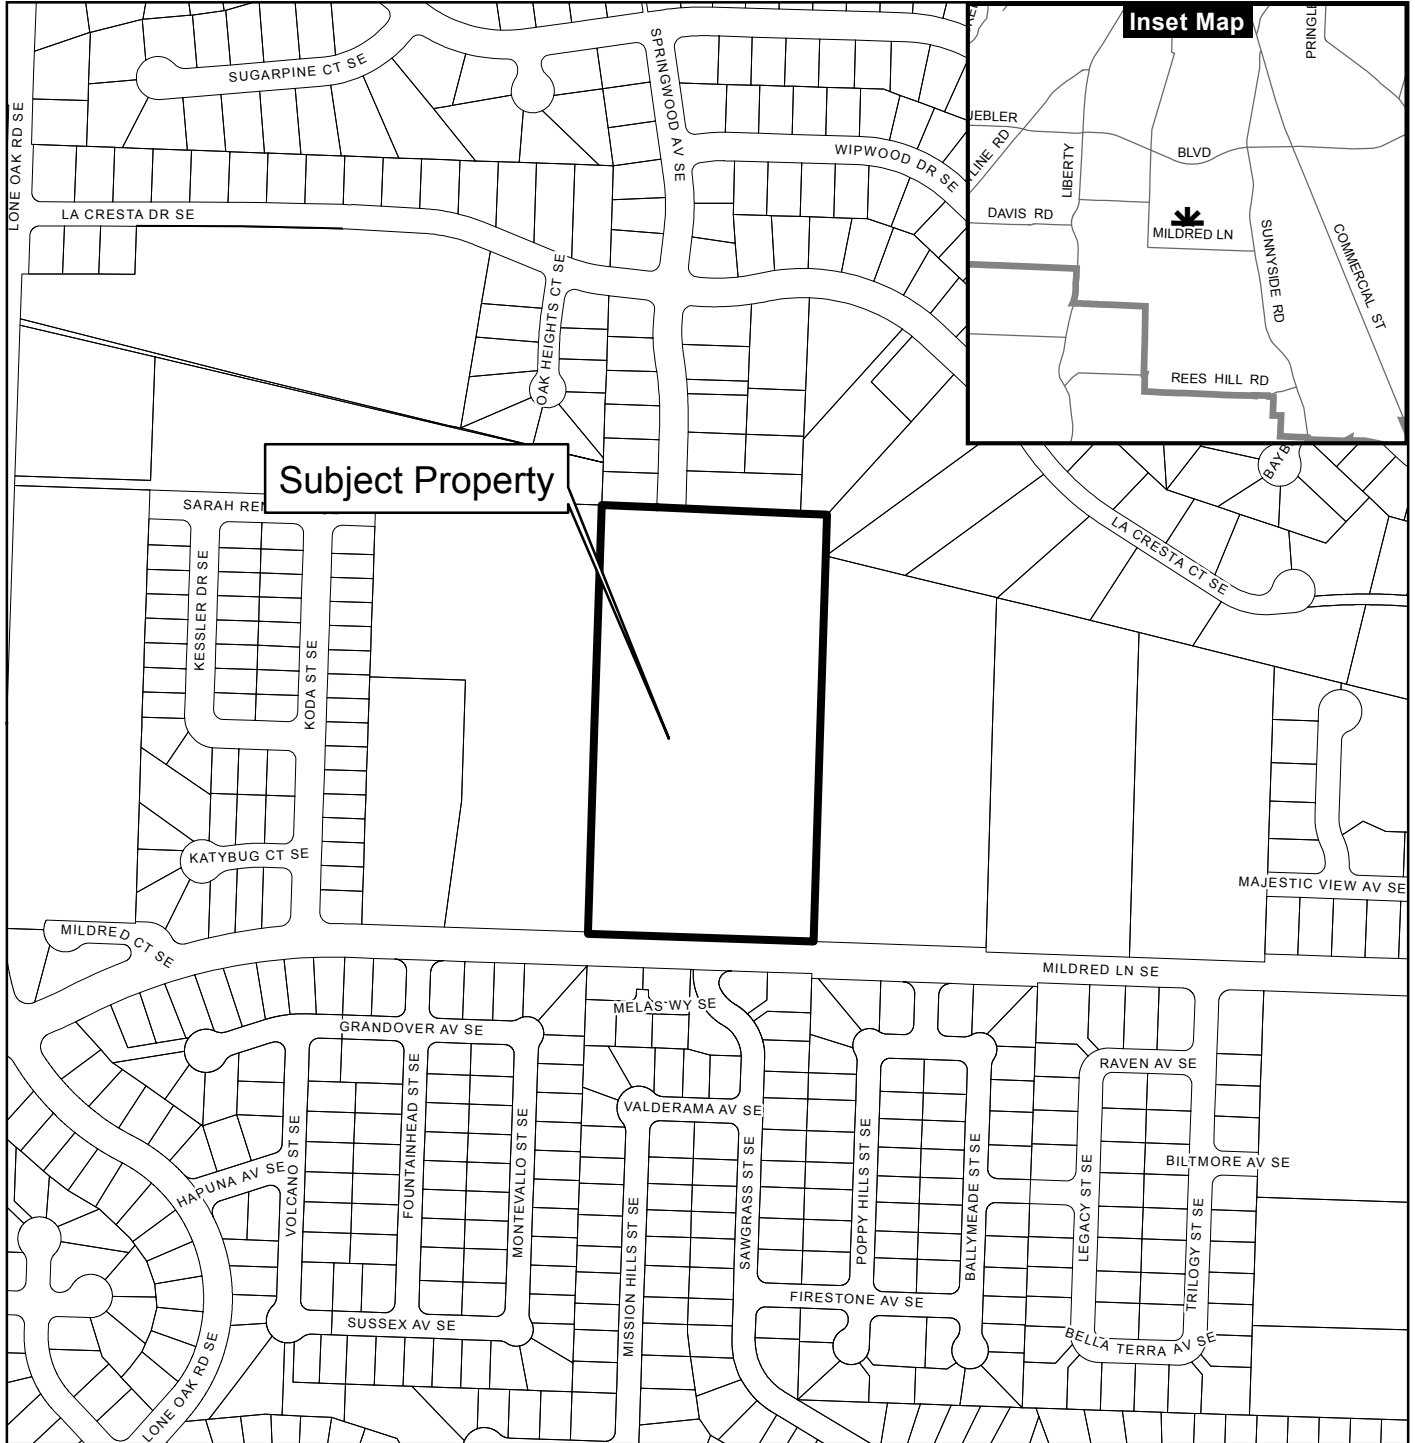 Inset Map
PRINGLE
SUGARPINE CT SE
SPRINGWOOD AV SE
LONE OAK RD SE
WIPWOOD DR SE
BLVD
LIBERTY
LA CRESTA DR SE
DAVIS RD
MILDRED LN
SUNNYSIDE RD
COMMERCIAL ST
OAK HEIGHTS CT SE
REES HILL RD
Subject Property
LA CRESTA CT SE
KESSLER DR SE
KODA ST SE
KATYBUG CT SE
MAJESTIC VIEW AV SE
MILDRED CT SE
MILDRED LN SE
MELAS WY SE
GRANDOVER AV SE
RAVEN AV SE
VALDERAMA AV SE
FOUNTAINHEAD ST SE
VOLCANO ST SE
MONTEVALLO ST SE
HAPUNA AV SE
BILTMORE AV SE
MISSION HILLS ST SE
SAWGRASS ST SE
POPPY HILLS ST SE
BALLYMEADE ST SE
LEGACY ST SE
TRILOGY ST SE
FIRESTONE AV SE
SUSSEX AV SE
BELLA TERRA AV SE
LONE OAK RD SE